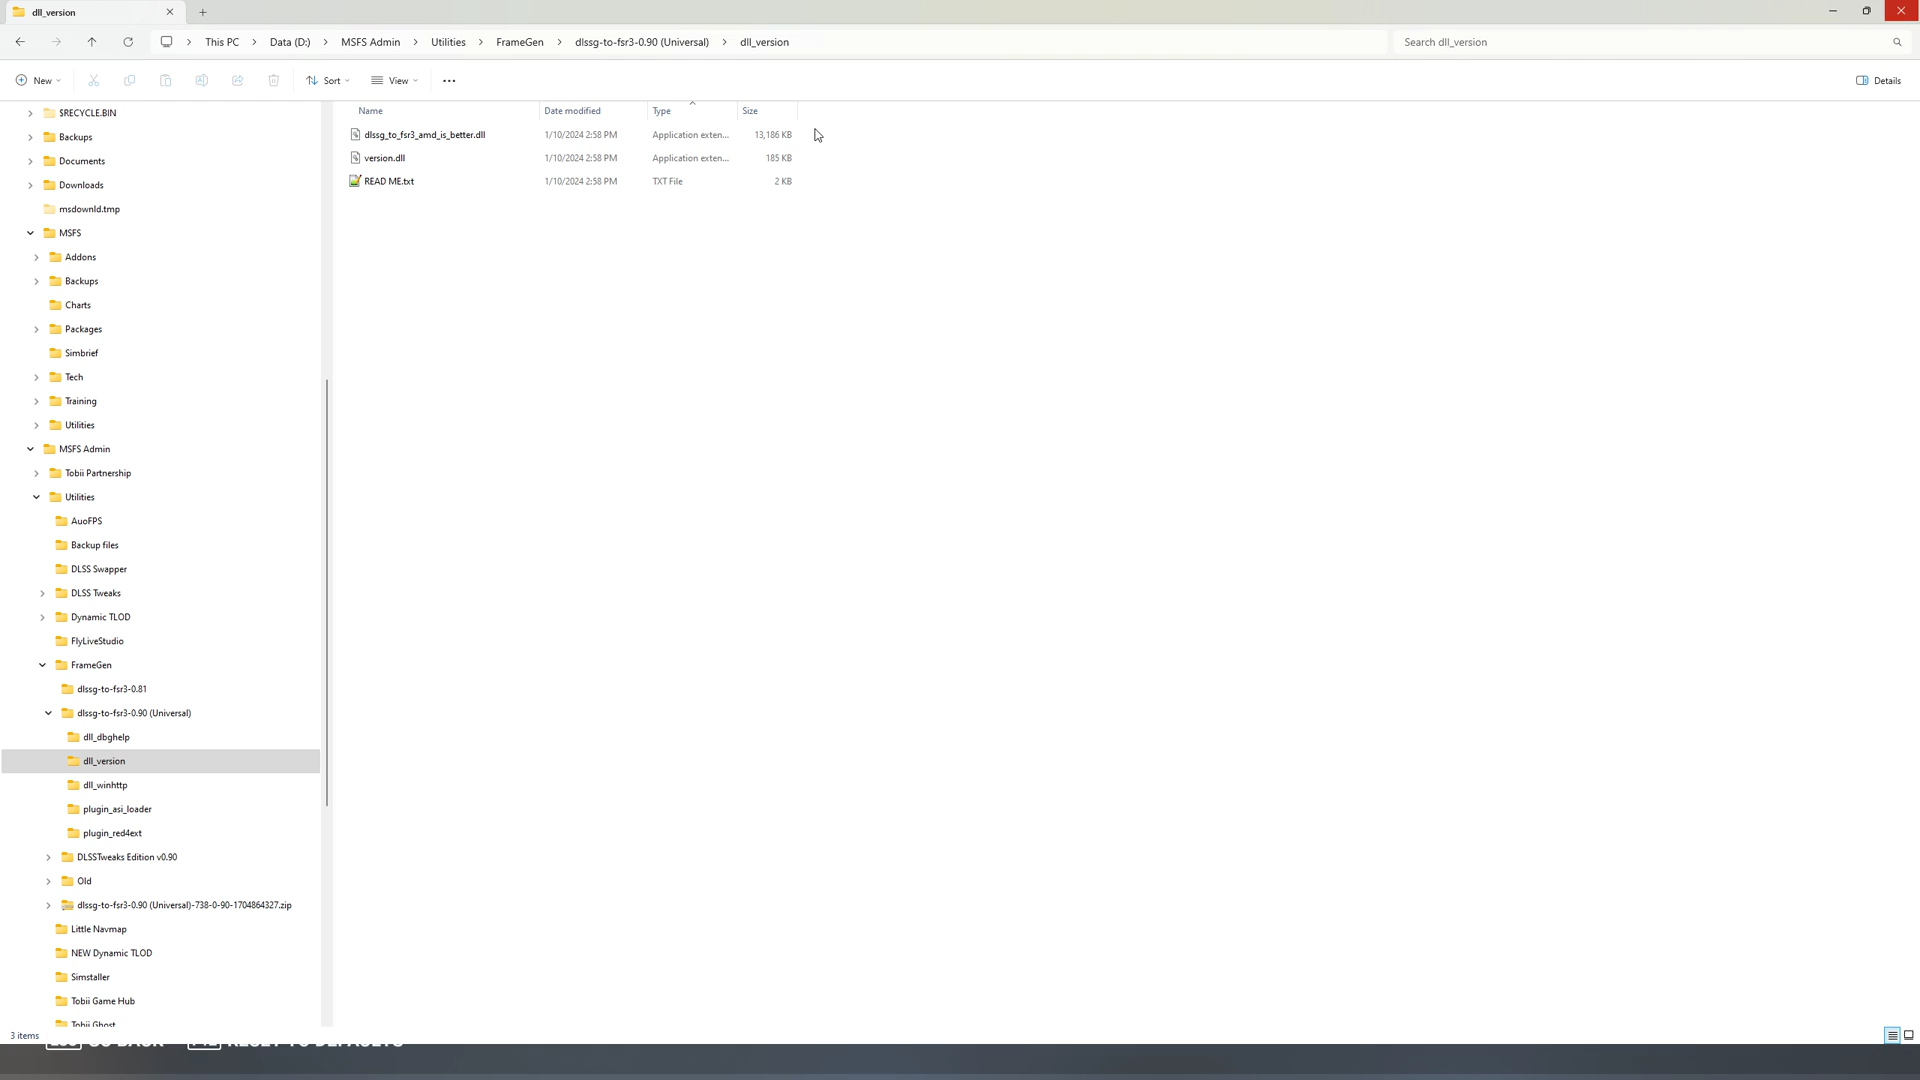 dll_version
This PC > Data (D:) > MSFS Admin > Utilities > FrameGen > dlssg-to-fsr3-0.90 (Universal) > dll_version
Search dll_version
New
Sort
View
Details
$RECYCLE.BIN
Backups
Documents
Downloads
msdownld.tmp
MSFS
Addons
Backups
Charts
Packages
Simbrief
Tech
Training
Utilities
MSFS Admin
Tobii Partnership
Utilities
AuoFPS
Backup files
DLSS Swapper
DLSS Tweaks
Dynamic TLOD
FlyLiveStudio
FrameGen
dlssg-to-fsr3-0.81
dlssg-to-fsr3-0.90 (Universal)
dll_dbghelp
dll_version
dll_winhttp
plugin_asi_loader
plugin_red4ext
DLSSTweaks Edition v0.90
Old
dlssg-to-fsr3-0.90 (Universal)-738-0-90-1704864327.zip
Little Navmap
NEW Dynamic TLOD
Simstaller
Tobii Game Hub
Tobii Ghost
Name Date modified Type Size
dlssg_to_fsr3_amd_is_better.dll 1/10/2024 2:58 PM Application exten... 13,186 KB
version.dll 1/10/2024 2:58 PM Application exten... 185 KB
READ ME.txt 1/10/2024 2:58 PM TXT File 2 KB
3 items
GO BACK RESET TO DEFAULTS